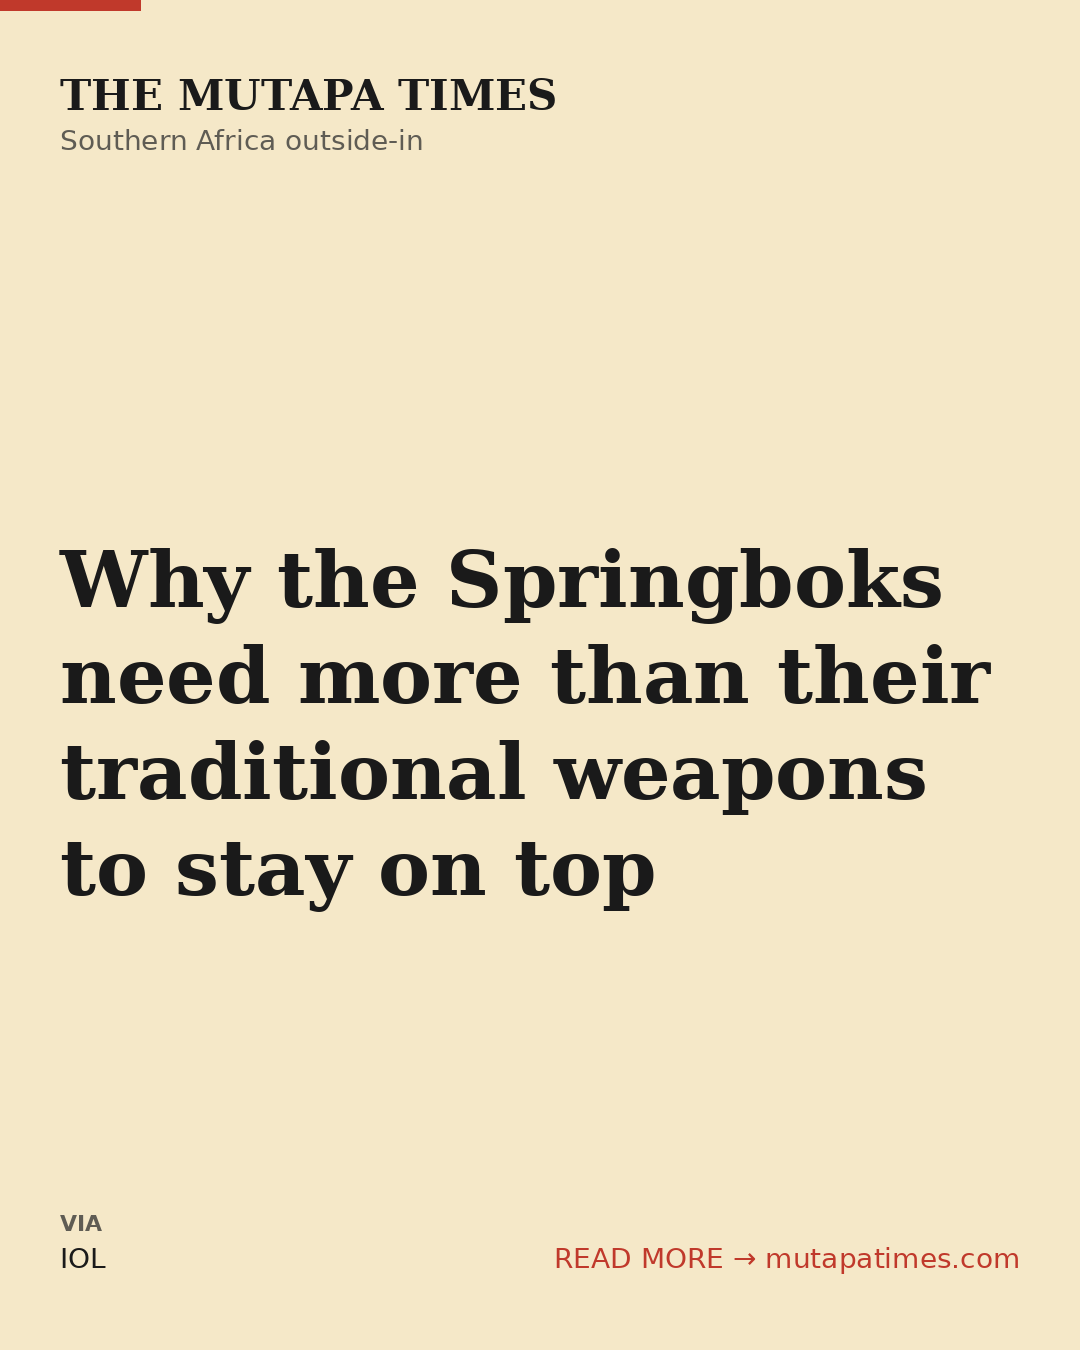 THE MUTAPA TIMES
Southern Africa outside-in
Why the Springboks
need more than their
traditional weapons
to stay on top
VIA
IOL
READ MORE → mutapatimes.com